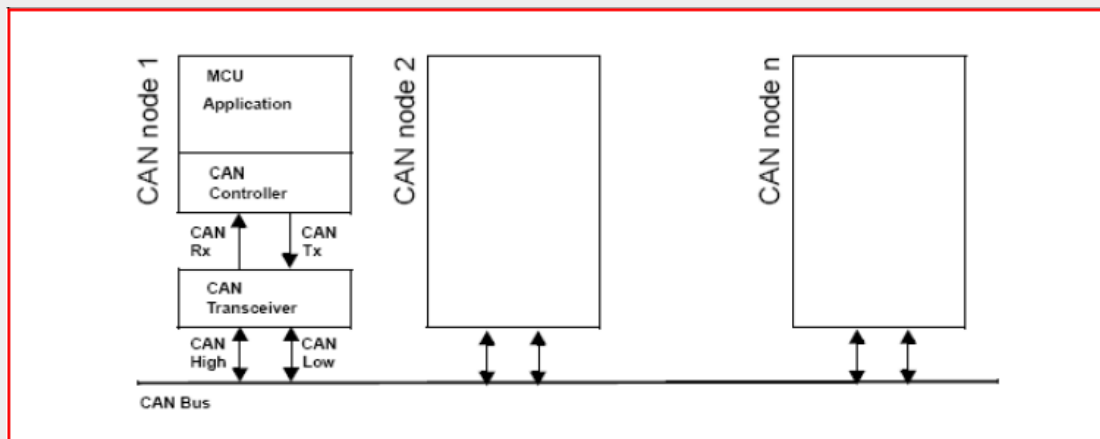 CAN node 1
MCU
Application
CAN
Controller
CAN
Rx
CAN
Tx
CAN
Transceiver
CAN
High
CAN
Low
CAN node 2
CAN node n
CAN Bus